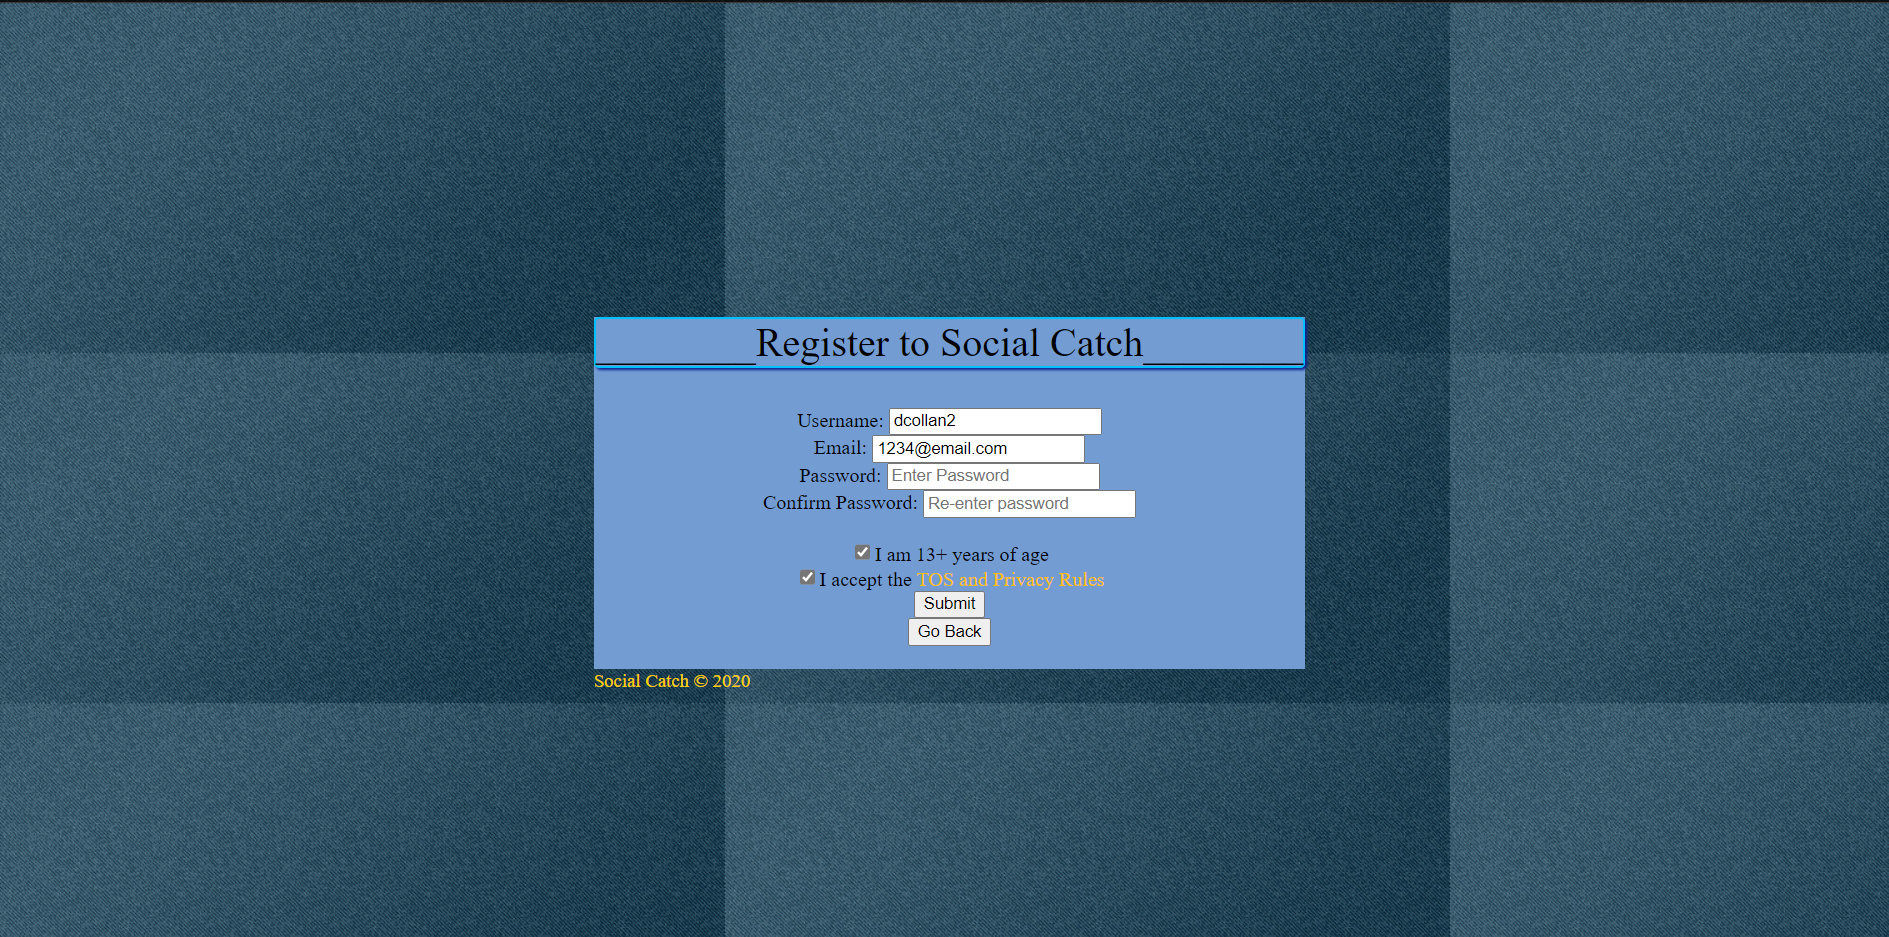 Register to Social Catch
Username: dcollan2
Email: 1234@email.com
Password: Enter Password
Confirm Password: Re-enter password
I am 13+ years of age
I accept the TOS and Privacy Rules
Submit
Go Back
Social Catch © 2020